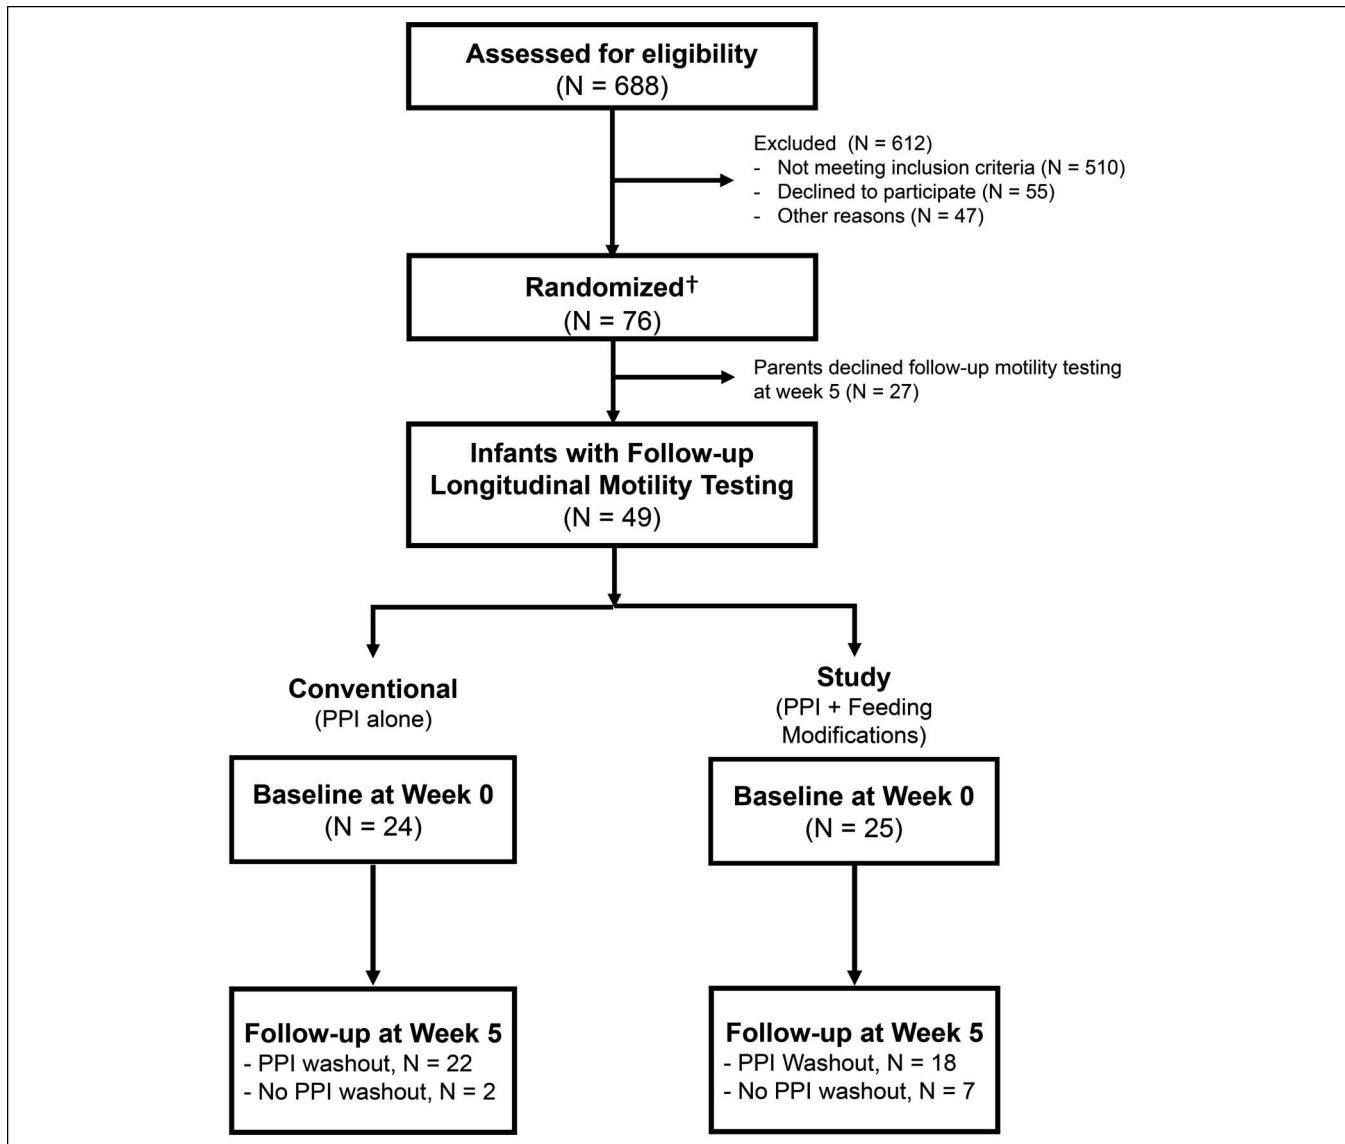 Assessed for eligibility
(N = 688)
Excluded  (N = 612)
- Not meeting inclusion criteria (N = 510)
- Declined to participate (N = 55)
- Other reasons (N = 47)
Randomized†
(N = 76)
Parents declined follow-up motility testing
at week 5 (N = 27)
Infants with Follow-up
Longitudinal Motility Testing
(N = 49)
Conventional
(PPI alone)
Study
(PPI + Feeding
Modifications)
Baseline at Week 0
(N = 24)
Baseline at Week 0
(N = 25)
Follow-up at Week 5
- PPI washout, N = 22
- No PPI washout, N = 2
Follow-up at Week 5
- PPI Washout, N = 18
- No PPI washout, N = 7